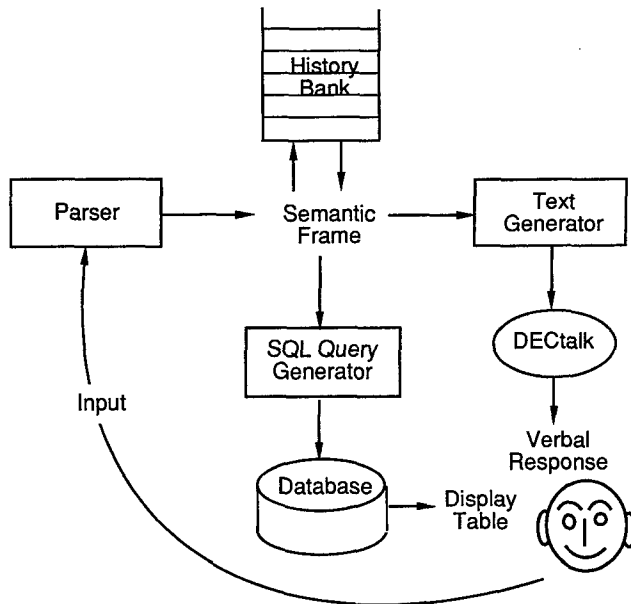 History
Bank
Parser
Semantic
Frame
Text
Generator
SQL Query
Generator
DECtalk
Input
Verbal
Response
Database
Display
Table